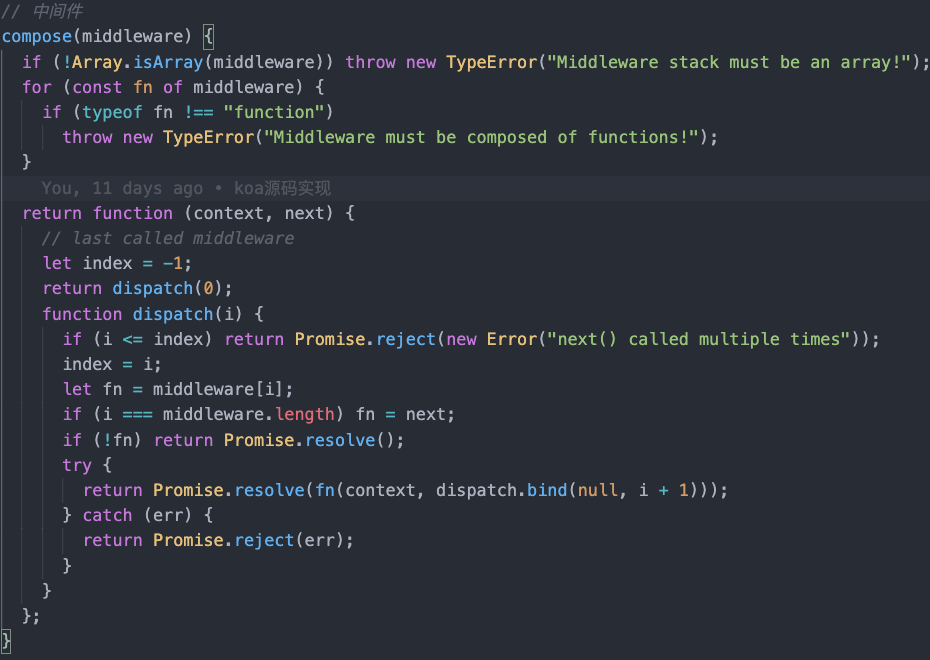 // 中间件
compose(middleware) {
if (!Array.isArray(middleware)) throw new TypeError("Middleware stack must be an array!");
for (const fn of middleware) {
if (typeof fn !== "function")
throw new TypeError("Middleware must be composed of functions!");
}
You, 11 days ago • koa源码实现
return function (context, next) {
// last called middleware
let index = -1;
return dispatch(0);
function dispatch(i) {
if (i <= index) return Promise.reject(new Error("next() called multiple times"));
index = i;
let fn = middleware[i];
if (i === middleware.length) fn = next;
if (!fn) return Promise.resolve();
try {
return Promise.resolve(fn(context, dispatch.bind(null, i + 1)));
} catch (err) {
return Promise.reject(err);
}
}
};
}